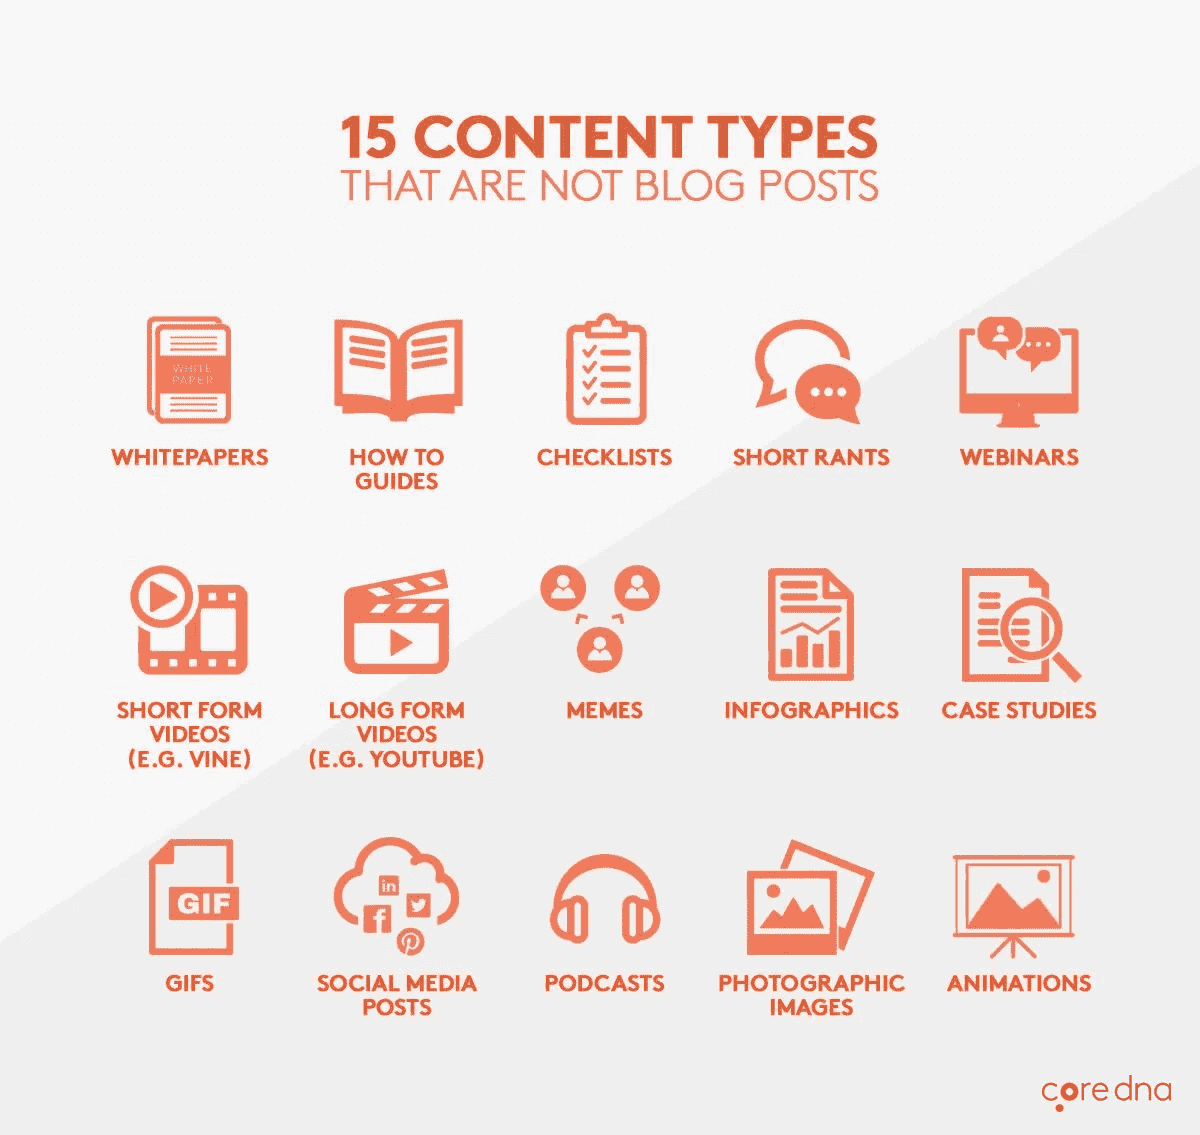 15 CONTENT TYPES
THAT ARE NOT BLOG POSTS
WHITE
PAPER
WHITEPAPERS
HOW TO
GUIDES
CHECKLISTS
SHORT RANTS
WEBINARS
SHORT FORM
VIDEOS
(E.G. VINE)
LONG FORM
VIDEOS
(E.G. YOUTUBE)
MEMES
INFOGRAPHICS
CASE STUDIES
GIF
GIFS
in
f
SOCIAL MEDIA
POSTS
PODCASTS
PHOTOGRAPHIC
IMAGES
ANIMATIONS
core dna